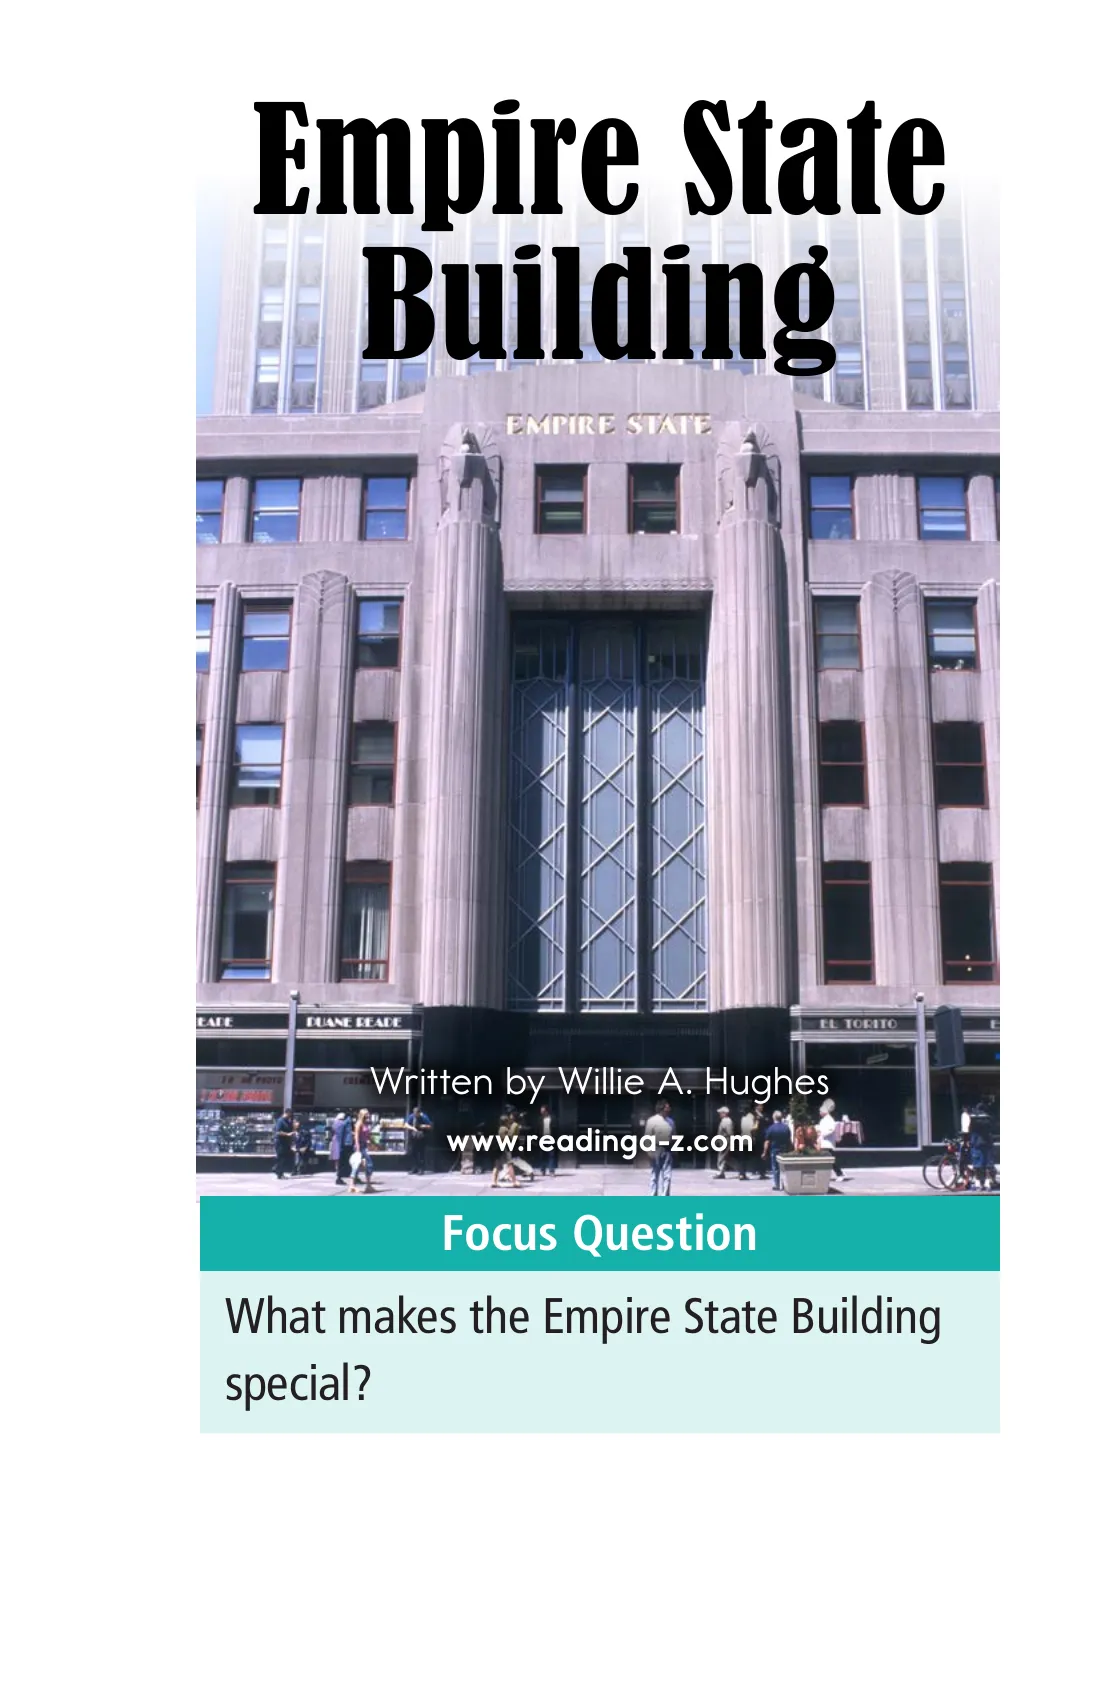 Empire State
Building
EMPIRE STATE
EADE
DUANE READE
EL TORITO
E
Written by Willie A. Hughes
www.readinga-z.com
Focus Question
What makes the Empire State Building
special?